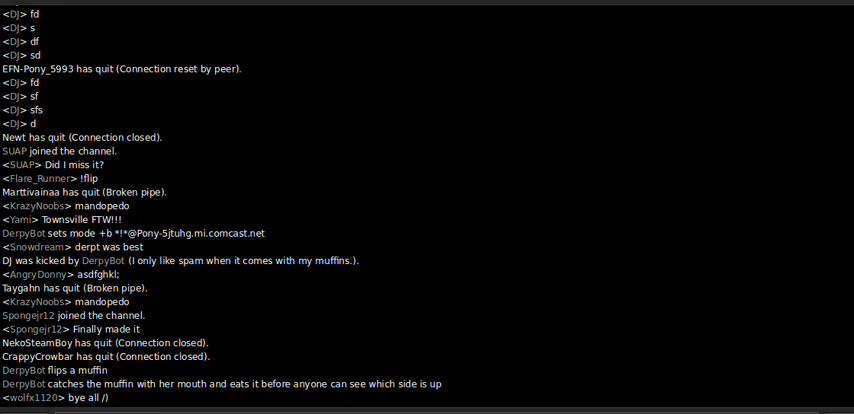 <DJ> fd
<DJ> s
<DJ> df
<DJ> sd
EFN-Pony_5993 has quit (Connection reset by peer).
<DJ> fd
<DJ> sf
<DJ> sfs
<DJ> d
Newt has quit (Connection closed).
SUAP joined the channel.
<SUAP> Did I miss it?
<Flare_Runner> !flip
Marttivainaa has quit (Broken pipe).
<KrazyNoobs> mandopedo
<Yami> Townsville FTW!!!
DerpyBot sets mode +b *!*@Pony-5jtuhg.mi.comcast.net
<Snowdream> derpt was best
DJ was kicked by DerpyBot (I only like spam when it comes with my muffins.).
<AngryDonny> asdfghkl;
Taygahn has quit (Broken pipe).
<KrazyNoobs> mandopedo
Spongejr12 joined the channel.
<Spongejr12> Finally made it
NekoSteamBoy has quit (Connection closed).
CrappyCrowbar has quit (Connection closed).
DerpyBot flips a muffin
DerpyBot catches the muffin with her mouth and eats it before anyone can see which side is up
<wolfx1120> bye all /)